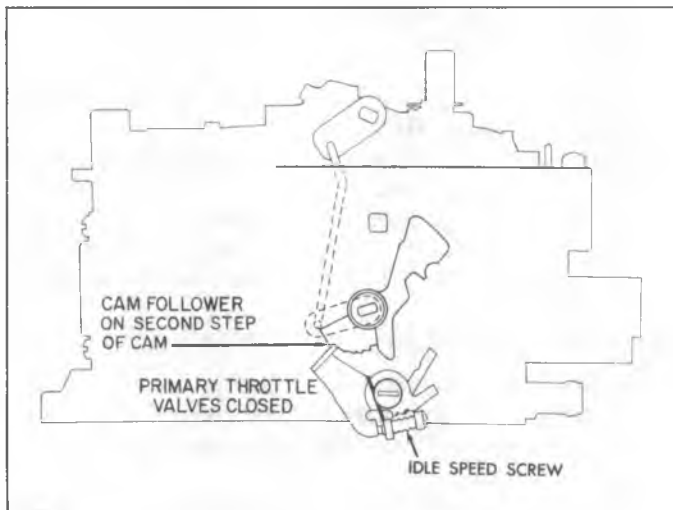 CAM FOLLOWER
ON SECOND STEP
OF CAM
PRIMARY THROTTLE
VALVES CLOSED
IDLE SPEED SCREW